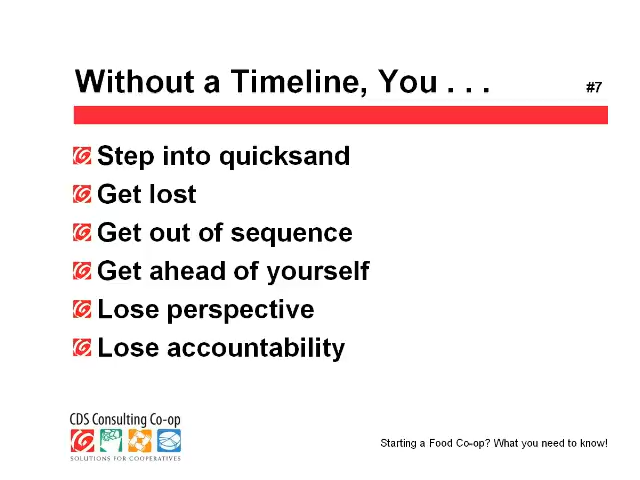 Without a Timeline, You . . .
#7
Step into quicksand
Get lost
Get out of sequence
Get ahead of yourself
Lose perspective
Lose accountability
CDS Consulting Co-op
SOLUTIONS FOR COOPERATIVES
Starting a Food Co-op? What you need to know!